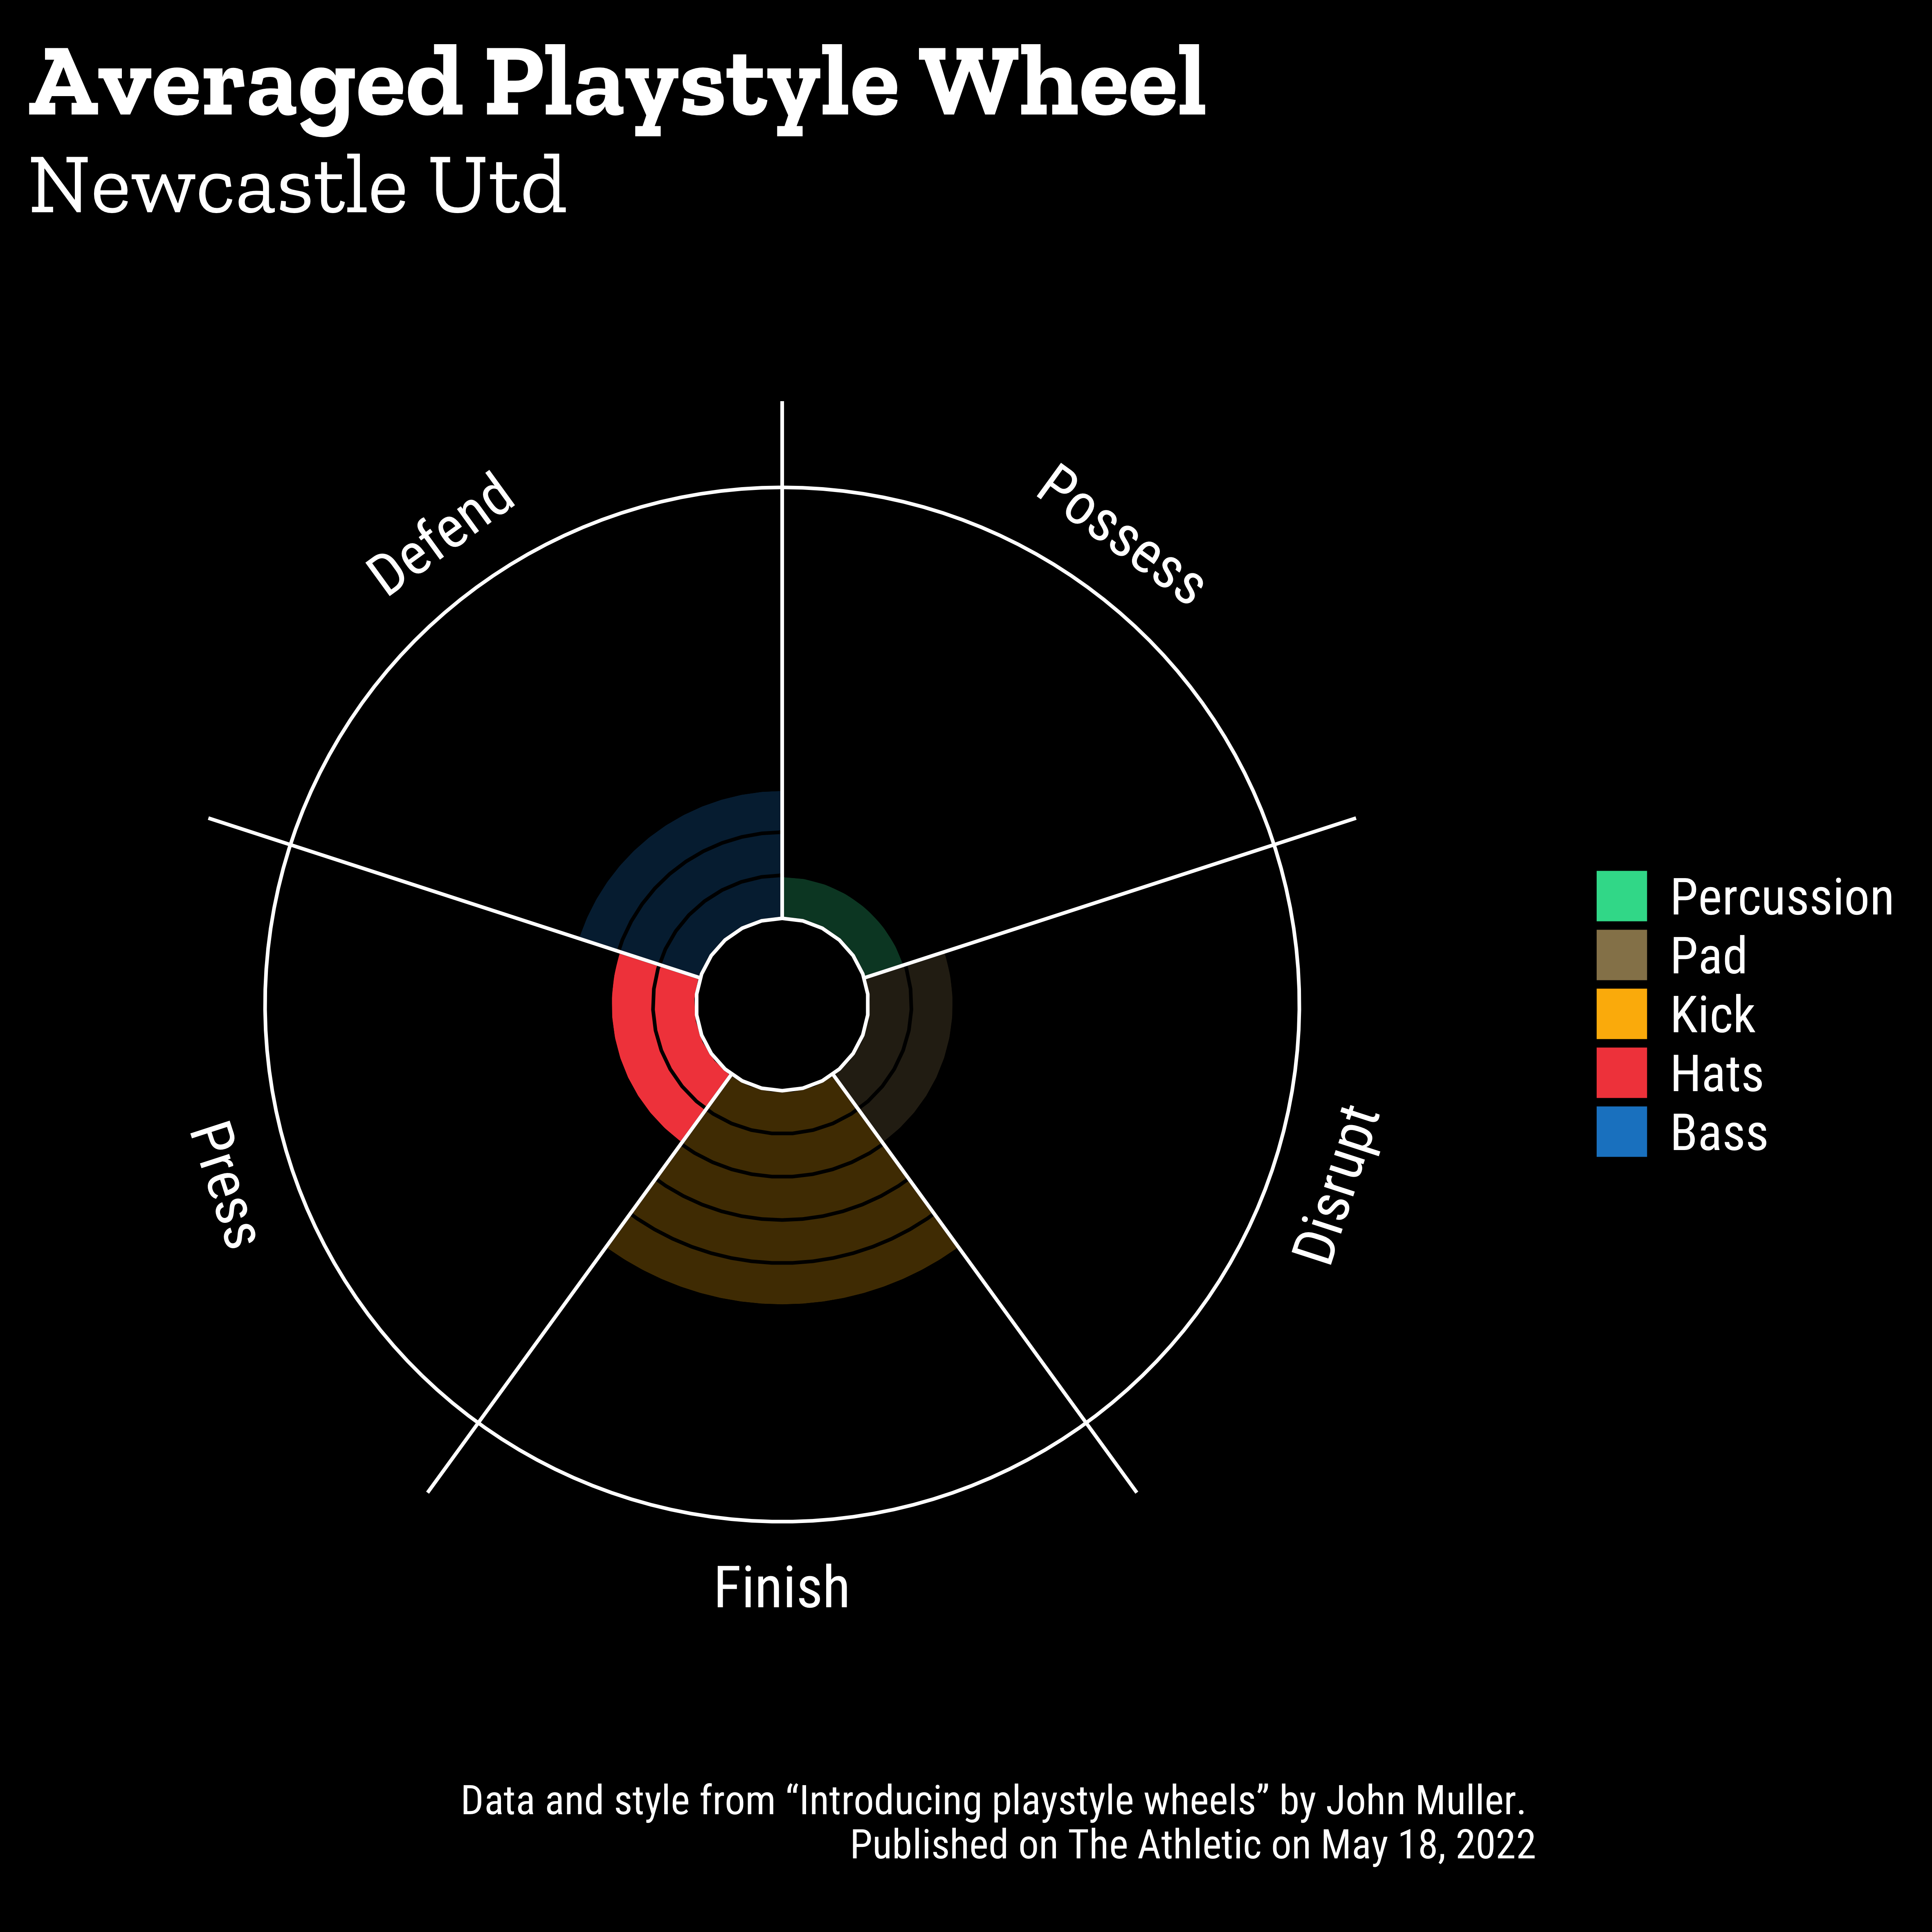 Averaged Playstyle Wheel
Newcastle Utd
Defend
Possess
Press
Disrupt
Finish
Percussion
Pad
Kick
Hats
Bass
Data and style from “Introducing playstyle wheels” by John Muller.
Published on The Athletic on May 18, 2022